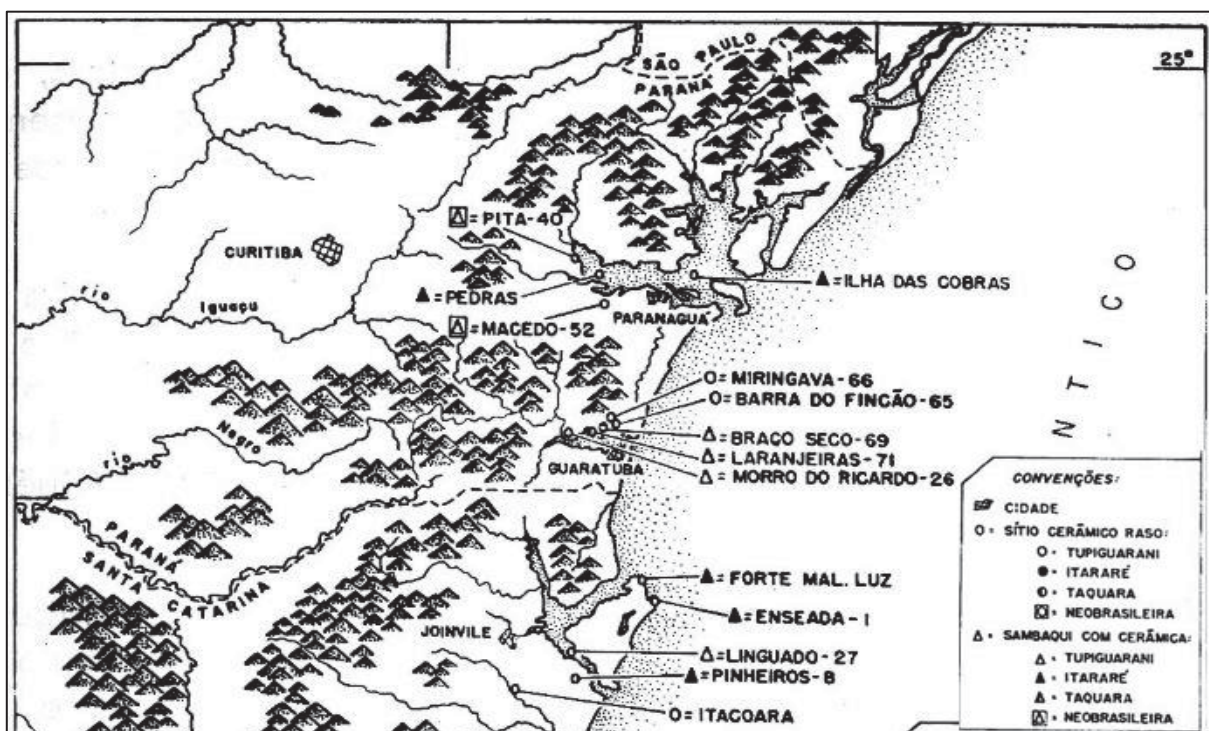 SÃO PAULO
PARANÁ
25°
⟁= PITA-40
CURITIBA
▲= PEDRAS
▲= ILHA DAS COBRAS
rio
Iguaçu
PARANAGUÁ
⟁= MACEDO-52
O= MIRINGAVA-66
O= BARRA DO FINCÃO-65
NTICO
Negro
rio
△= BRAÇO SECO-69
△= LARANJEIRAS-71
GUARATUBA
△= MORRO DO RICARDO-26
PARANÁ
SANTA CATARINA
▲= FORTE MAL. LUZ
▲= ENSEADA-1
JOINVILE
△= LINGUADO-27
▲= PINHEIROS-8
O= ITACOARA
CONVENÇÕES:
CIDADE
O= SÍTIO CERÂMICO RASO:
O= TUPIGUARANI
●= ITARARÉ
◐= TAQUARA
= NEOBRASILEIRA
△= SAMBAQUI COM CERÂMICA:
△= TUPIGUARANI
▲= ITARARÉ
◭= TAQUARA
⟁= NEOBRASILEIRA